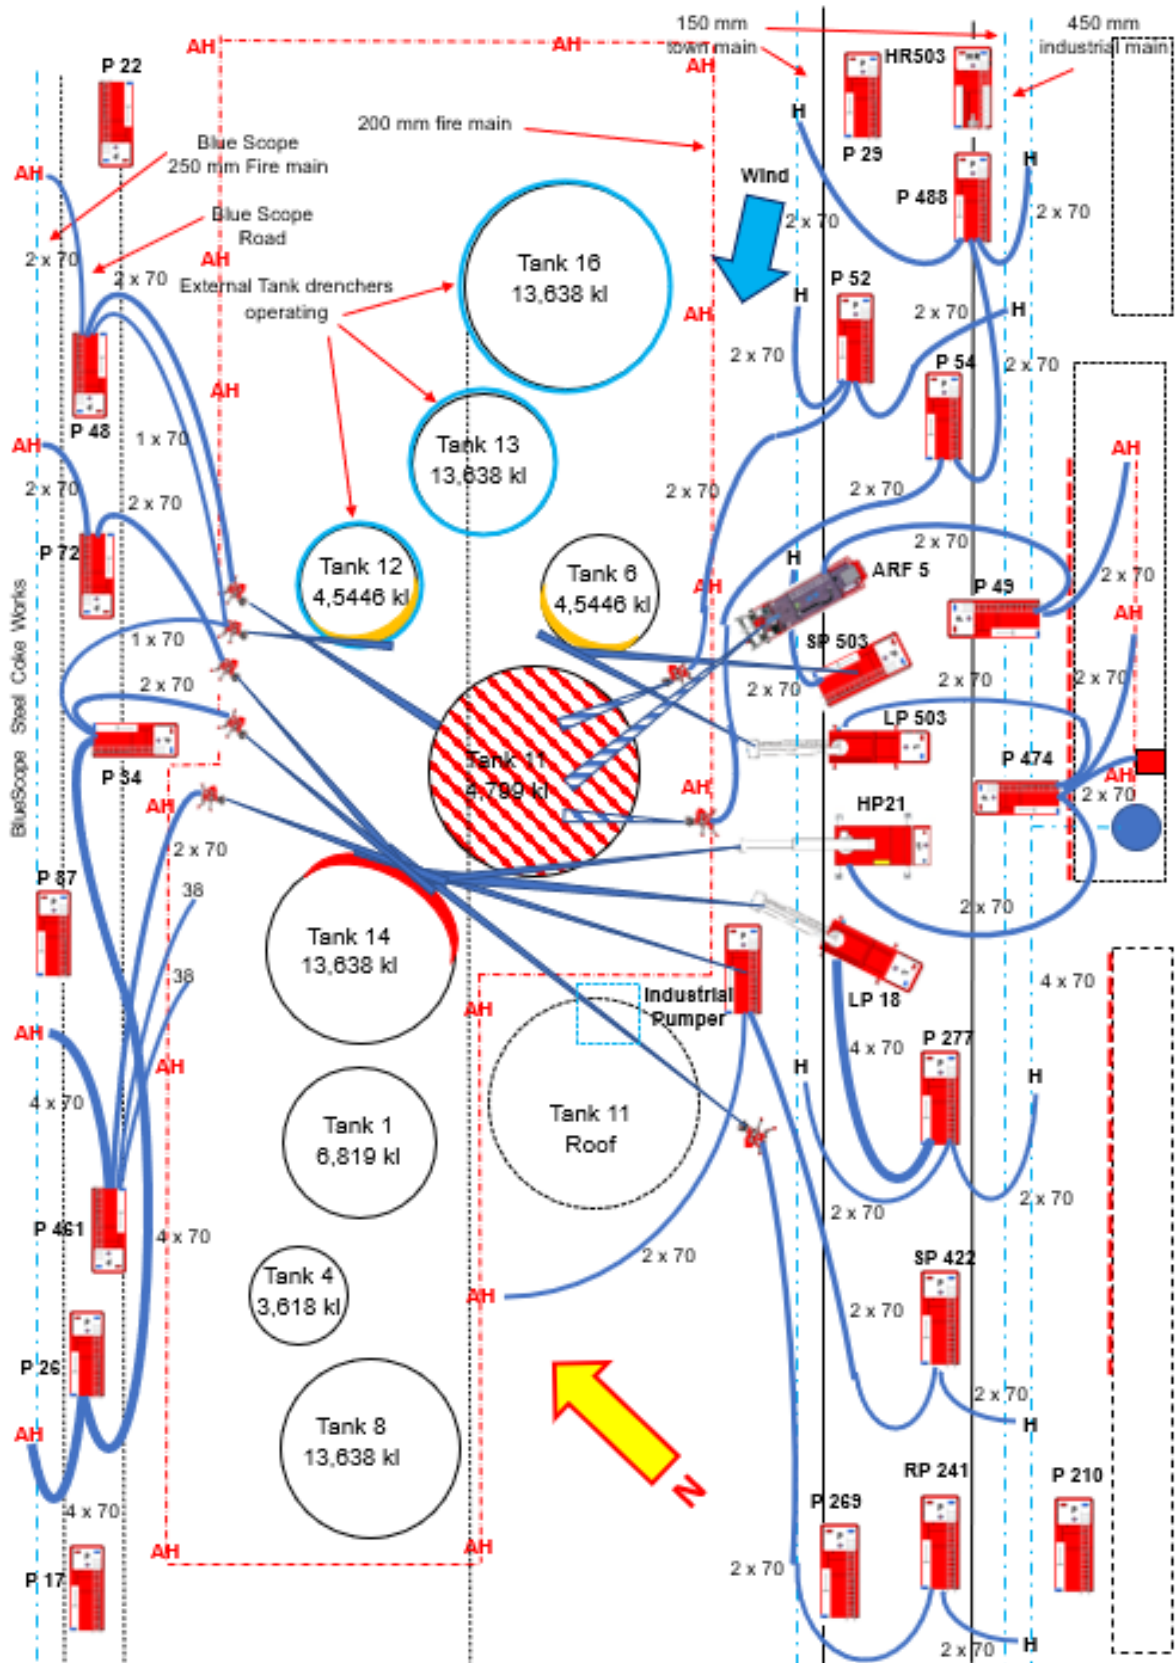 150 mm
town main
450 mm
industrial main
AH
AH
AH
P 22
HR503
HR
Blue Scope
250 mm Fire main
200 mm fire main
H
P 29
AH
Wind
P 488
H
2 x 70
2 x 70
Blue Scope
Road
2 x 70
AH
2 x 70
External Tank drenchers
operating
Tank 16
13,638 kl
P 52
H
AH
2 x 70
H
2 x 70
P 54
2 x 70
AH
P 48
1 x 70
AH
Tank 13
13,638 kl
AH
2 x 70
2 x 70
2 x 70
2 x 70
P 72
Tank 12
4,5446 kl
Tank 6
4,5446 kl
H
AH
ARF 5
2 x 70
P 49
2 x 70
AH
BlueScope Steel Coke Works
1 x 70
SP 503
2 x 70
2 x 70
2 x 70
LP 503
P 34
Tank 11
4,799 kl
P 474
AH
AH
AH
HP21
2 x 70
2 x 70
P 87
38
2 x 70
Tank 14
13,638 kl
38
4 x 70
Industrial
Pumper
LP 18
AH
AH
P 277
4 x 70
AH
H
H
4 x 70
Tank 1
6,819 kl
Tank 11
Roof
2 x 70
2 x 70
P 461
4 x 70
2 x 70
SP 422
Tank 4
3,618 kl
AH
2 x 70
P 26
2 x 70
H
AH
Tank 8
13,638 kl
N
RP 241
P 210
P 269
4 x 70
AH
AH
2 x 70
P 17
2 x 70
H